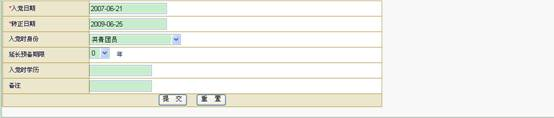 *入党日期 2007-06-21
*转正日期 2009-06-25
入党时身份 共青团员
延长预备期限 0 年
入党时学历
备注
提 交 重 置